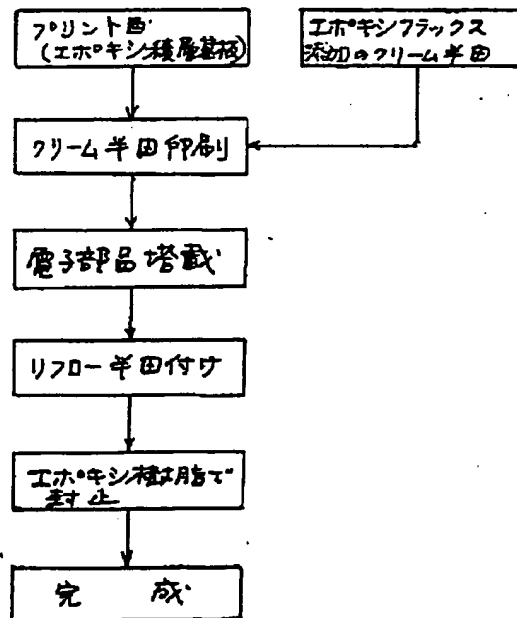 プリント
(エポキシ積層基板)
エポキシフラックス
添加のクリーム半田
クリーム半田印刷
電子部品塔載
リフロー半田付け
エポキシ樹脂で
封止
完 成